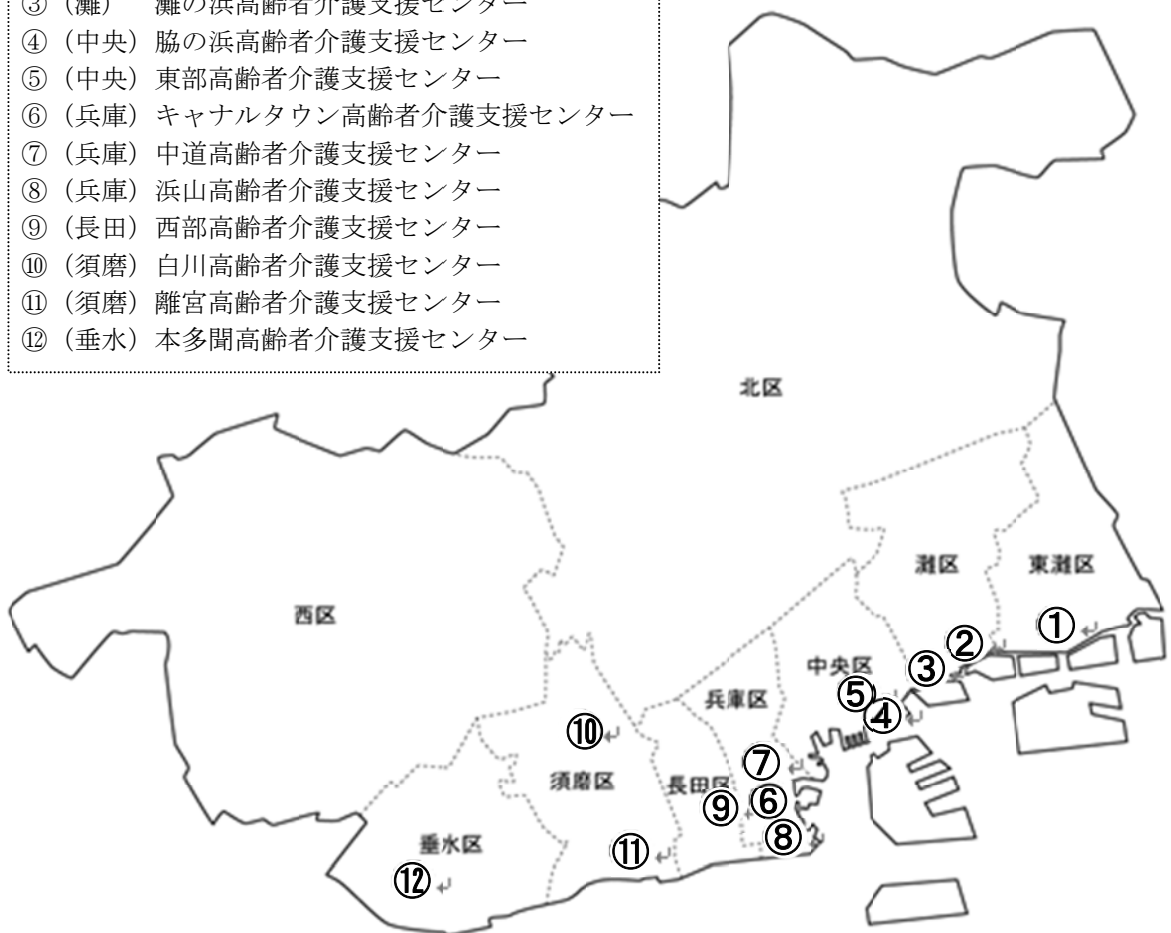 ③（灘）　灘の浜高齢者介護支援センター
④（中央）脇の浜高齢者介護支援センター
⑤（中央）東部高齢者介護支援センター
⑥（兵庫）キャナルタウン高齢者介護支援センター
⑦（兵庫）中道高齢者介護支援センター
⑧（兵庫）浜山高齢者介護支援センター
⑨（長田）西部高齢者介護支援センター
⑩（須磨）白川高齢者介護支援センター
⑪（須磨）離宮高齢者介護支援センター
⑫（垂水）本多聞高齢者介護支援センター
北区
灘区
東灘区
西区
①
②
③
中央区
⑤
兵庫区
④
⑩
⑦
須磨区
長田区
⑥
⑨
⑧
垂水区
⑪
⑫